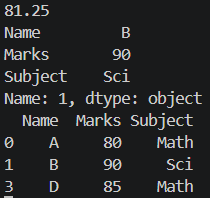 81.25
Name B
Marks 90
Subject Sci
Name: 1, dtype: object
Name Marks Subject
0 A 80 Math
1 B 90 Sci
3 D 85 Math